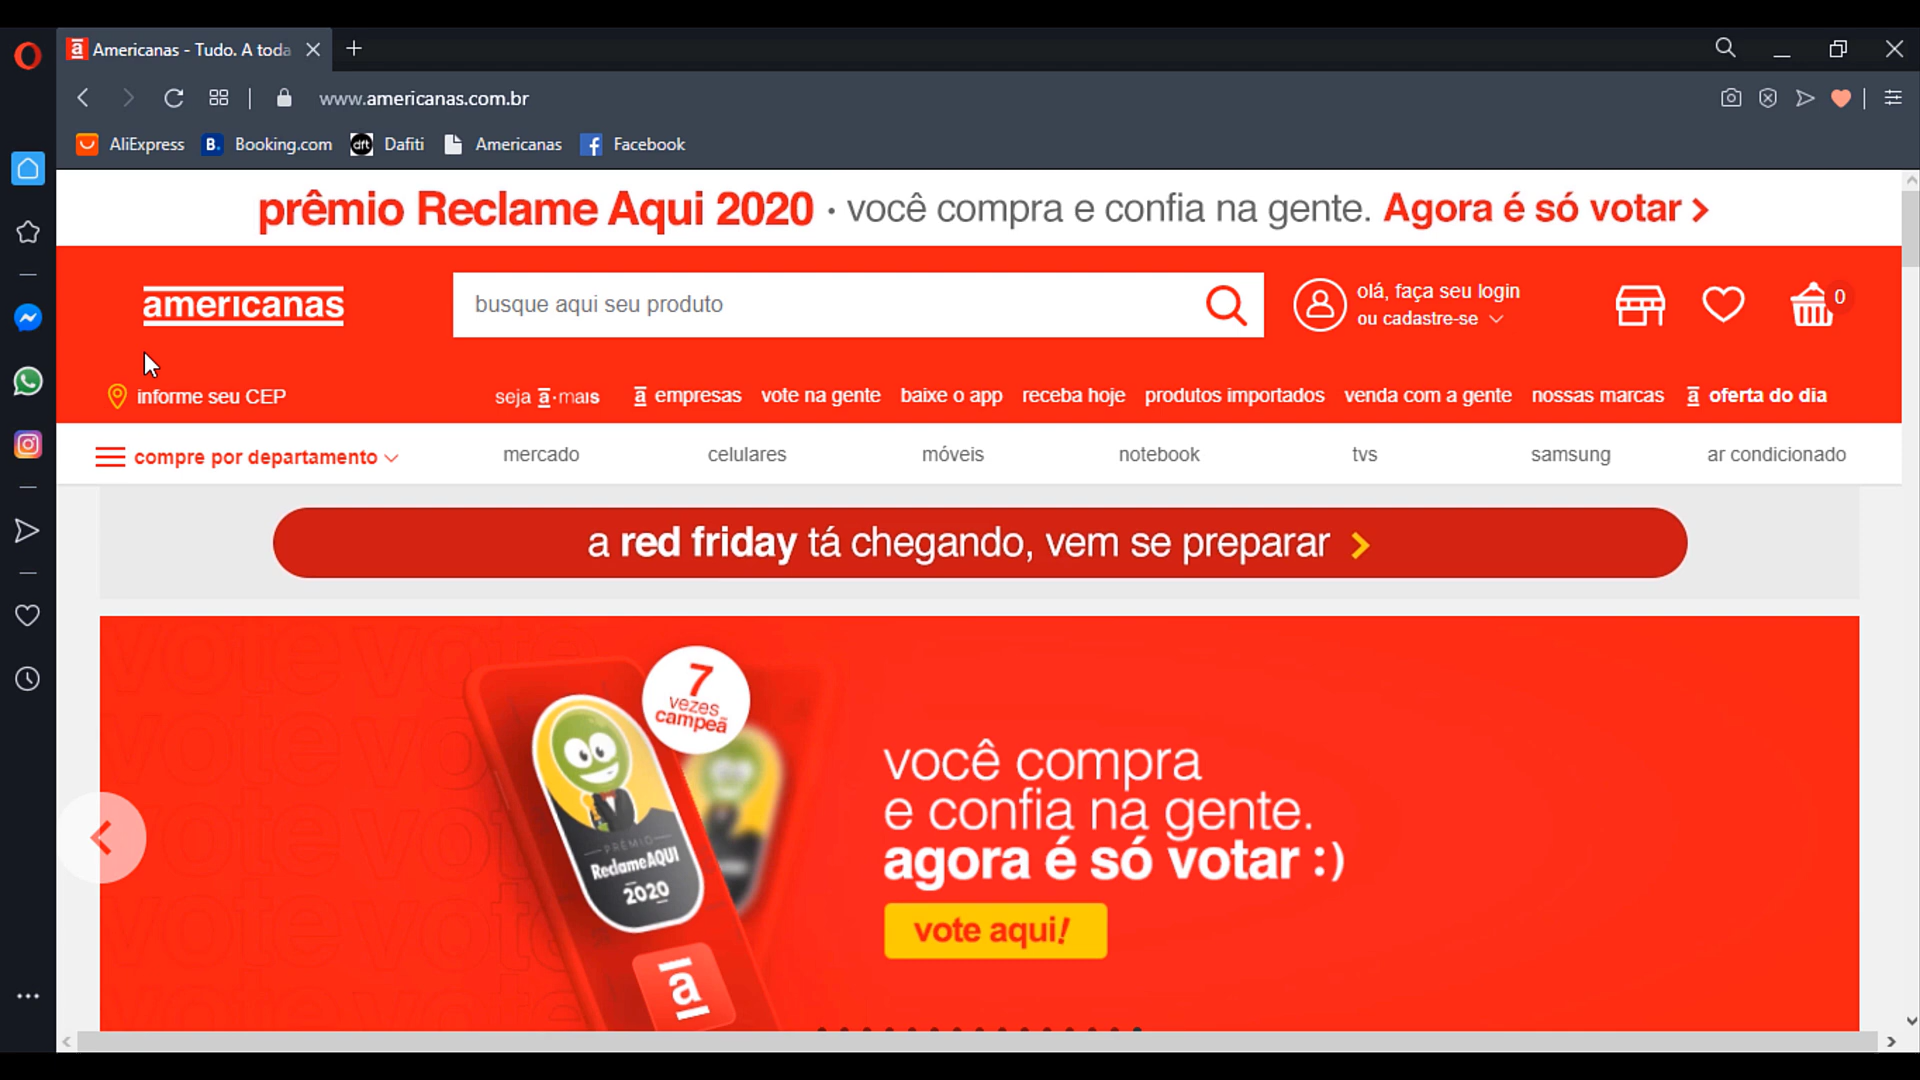 Americanas - Tudo. A toda
www.americanas.com.br
AliExpress
B. Booking.com
dft Dafiti
Americanas
Facebook
prêmio Reclame Aqui 2020 · você compra e confia na gente. Agora é só votar >
americanas
busque aqui seu produto
olá, faça seu login
ou cadastre-se
0
informe seu CEP
seja a·mais
a empresas
vote na gente
baixe o app
receba hoje
produtos importados
venda com a gente
nossas marcas
a oferta do dia
compre por departamento
mercado
celulares
móveis
notebook
tvs
samsung
ar condicionado
a red friday tá chegando, vem se preparar >
vote vote
7
vezes
campeã
PRÊMIO
ReclameAQUI
2020
a
você compra
e confia na gente.
agora é só votar :)
vote aqui!